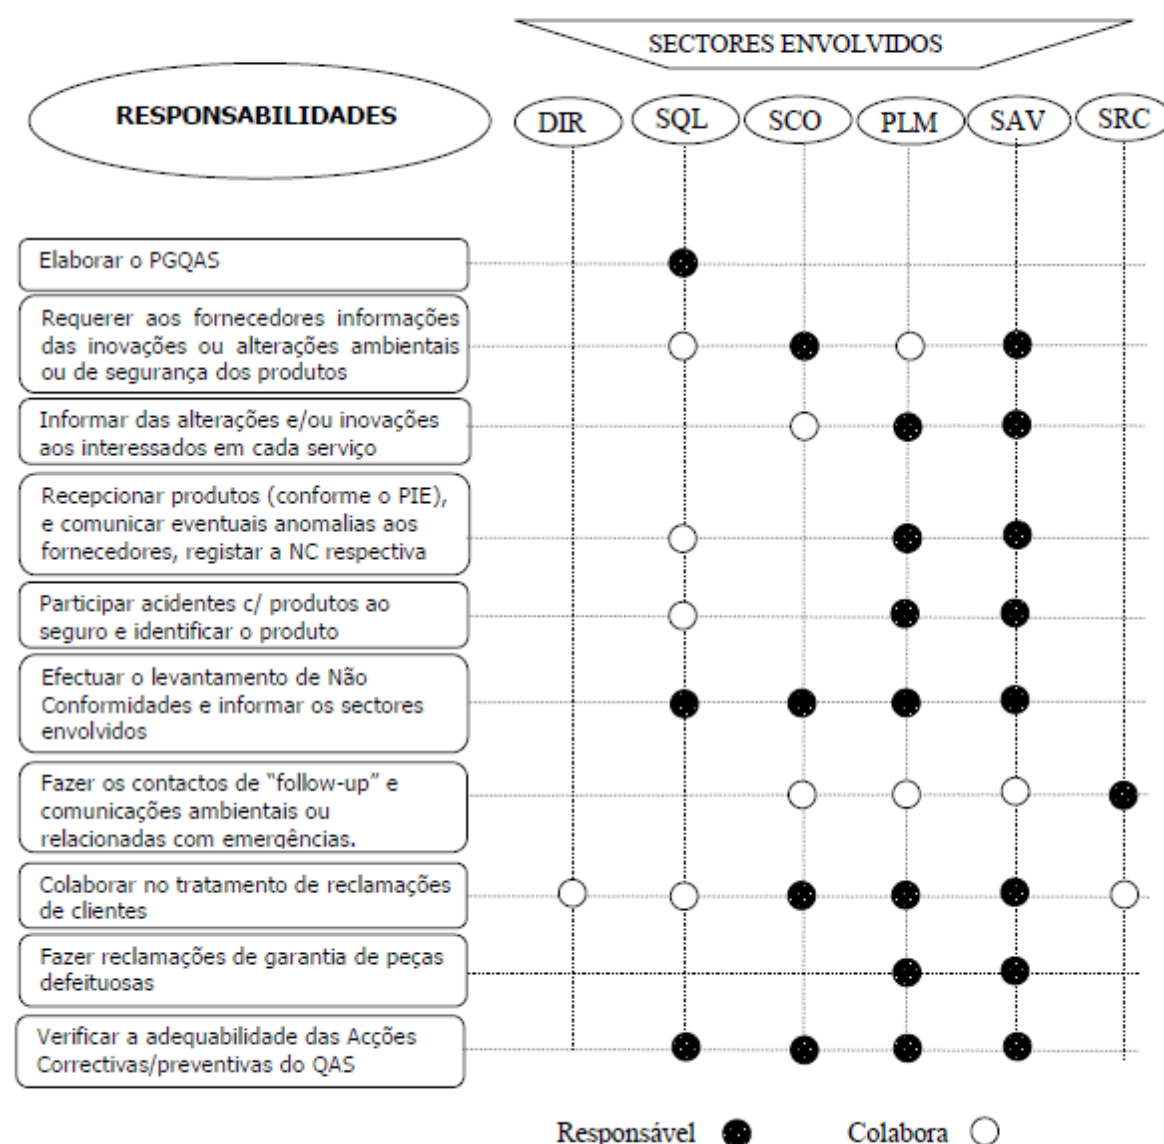 SECTORES ENVOLVIDOS
RESPONSABILIDADES
DIR SQL SCO PLM SAV SRC
Elaborar o PGQAS
Requerer aos fornecedores informações
das inovações ou alterações ambientais
ou de segurança dos produtos
Informar das alterações e/ou inovações
aos interessados em cada serviço
Recepcionar produtos (conforme o PIE),
e comunicar eventuais anomalias aos
fornecedores, registar a NC respectiva
Participar acidentes c/ produtos ao
seguro e identificar o produto
Efectuar o levantamento de Não
Conformidades e informar os sectores
envolvidos
Fazer os contactos de “follow-up” e
comunicações ambientais ou
relacionadas com emergências.
Colaborar no tratamento de reclamações
de clientes
Fazer reclamações de garantia de peças
defeituosas
Verificar a adequabilidade das Acções
Correctivas/preventivas do QAS
Responsável Colabora